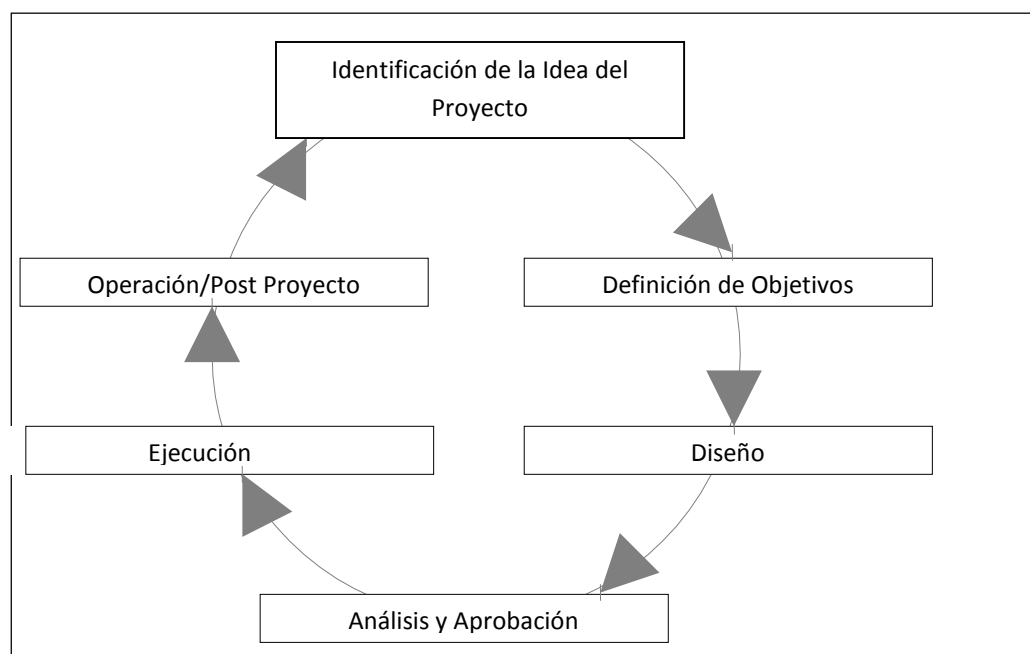 Identificación de la Idea del
Proyecto
Operación/Post Proyecto
Definición de Objetivos
Ejecución
Diseño
Análisis y Aprobación